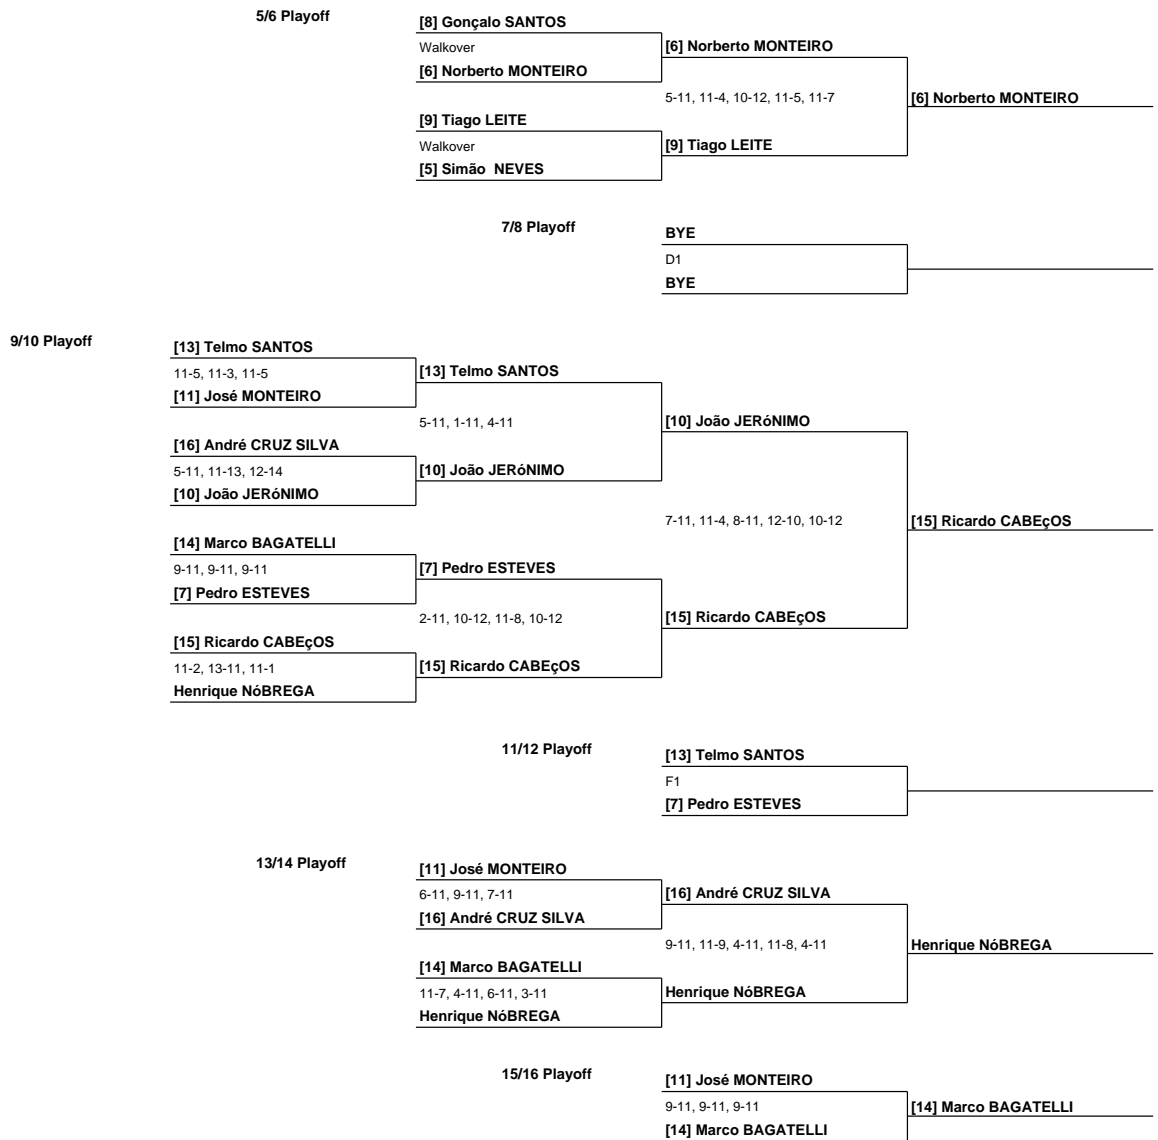 5/6 Playoff
[8] Gonçalo SANTOS
Walkover
[6] Norberto MONTEIRO
[6] Norberto MONTEIRO
5-11, 11-4, 10-12, 11-5, 11-7
[6] Norberto MONTEIRO
[9] Tiago LEITE
Walkover
[9] Tiago LEITE
[5] Simão  NEVES
7/8 Playoff
BYE
D1
BYE
9/10 Playoff
[13] Telmo SANTOS
11-5, 11-3, 11-5
[13] Telmo SANTOS
[11] José MONTEIRO
5-11, 1-11, 4-11
[10] João JERóNIMO
[16] André CRUZ SILVA
5-11, 11-13, 12-14
[10] João JERóNIMO
[10] João JERóNIMO
7-11, 11-4, 8-11, 12-10, 10-12
[15] Ricardo CABEçOS
[14] Marco BAGATELLI
9-11, 9-11, 9-11
[7] Pedro ESTEVES
[7] Pedro ESTEVES
2-11, 10-12, 11-8, 10-12
[15] Ricardo CABEçOS
[15] Ricardo CABEçOS
11-2, 13-11, 11-1
[15] Ricardo CABEçOS
Henrique NóBREGA
11/12 Playoff
[13] Telmo SANTOS
F1
[7] Pedro ESTEVES
13/14 Playoff
[11] José MONTEIRO
6-11, 9-11, 7-11
[16] André CRUZ SILVA
[16] André CRUZ SILVA
9-11, 11-9, 4-11, 11-8, 4-11
Henrique NóBREGA
[14] Marco BAGATELLI
11-7, 4-11, 6-11, 3-11
Henrique NóBREGA
Henrique NóBREGA
15/16 Playoff
[11] José MONTEIRO
9-11, 9-11, 9-11
[14] Marco BAGATELLI
[14] Marco BAGATELLI